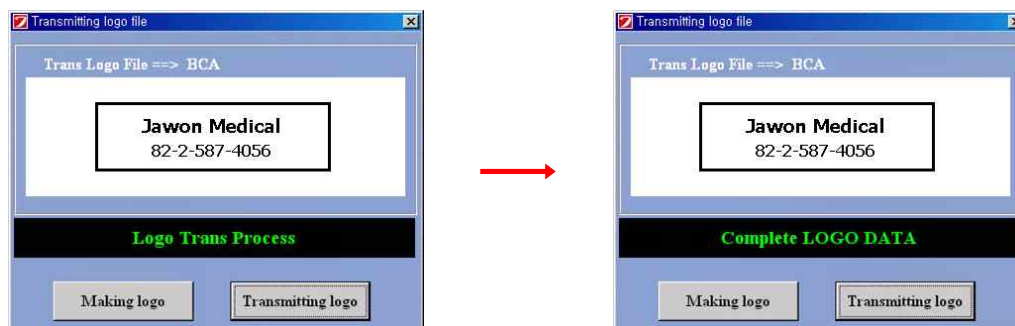 Transmitting logo file
Trans Logo File ==> BCA
Jawon Medical
82-2-587-4056
Logo Trans Process
Making logo
Transmitting logo
Transmitting logo file
Trans Logo File ==> BCA
Jawon Medical
82-2-587-4056
Complete LOGO DATA
Making logo
Transmitting logo